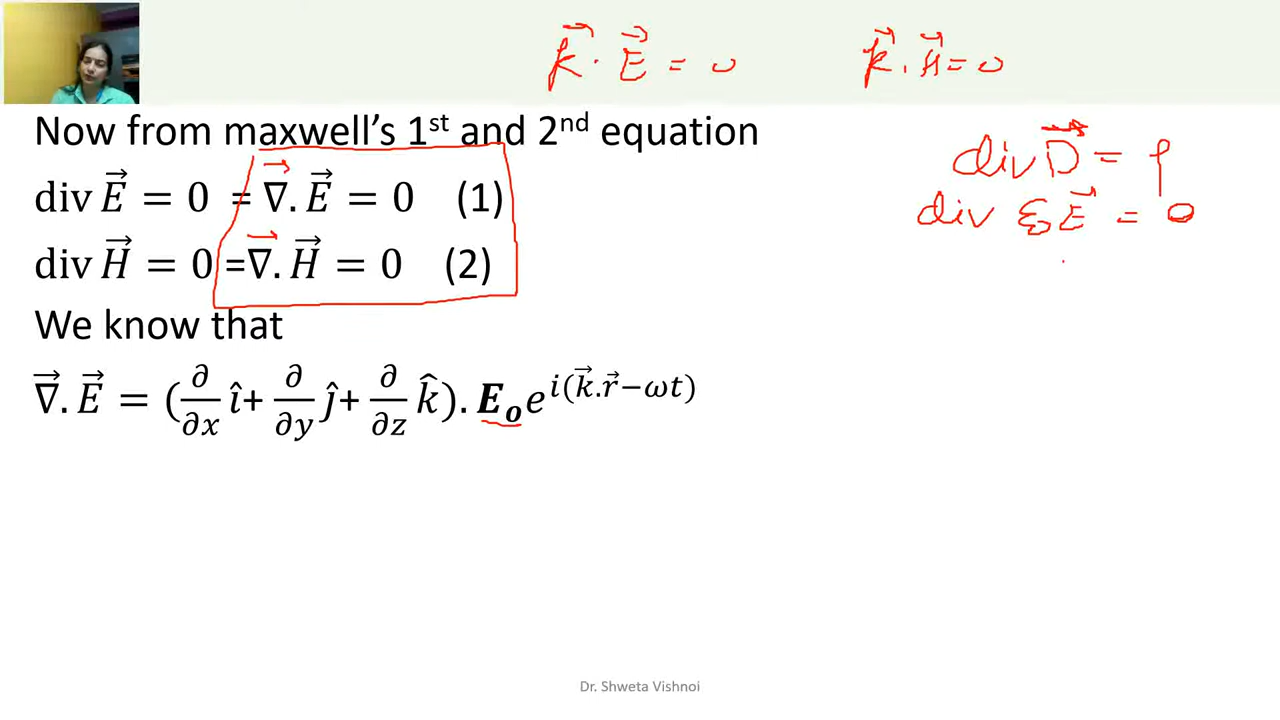 k⃗ . E⃗ = 0 k⃗ . H⃗ = 0
Now from maxwell's 1st and 2nd equation
div E⃗ = 0 = ∇⃗. E⃗ = 0 (1)
div H⃗ = 0 =∇⃗. H⃗ = 0 (2)
div D⃗ = ρ
div ε₀E⃗ = 0
We know that
∇⃗. E⃗ = (∂/∂x î+ ∂/∂y ĵ+ ∂/∂z k̂). E₀e^{i(k⃗.r⃗−ωt)}
Dr. Shweta Vishnoi